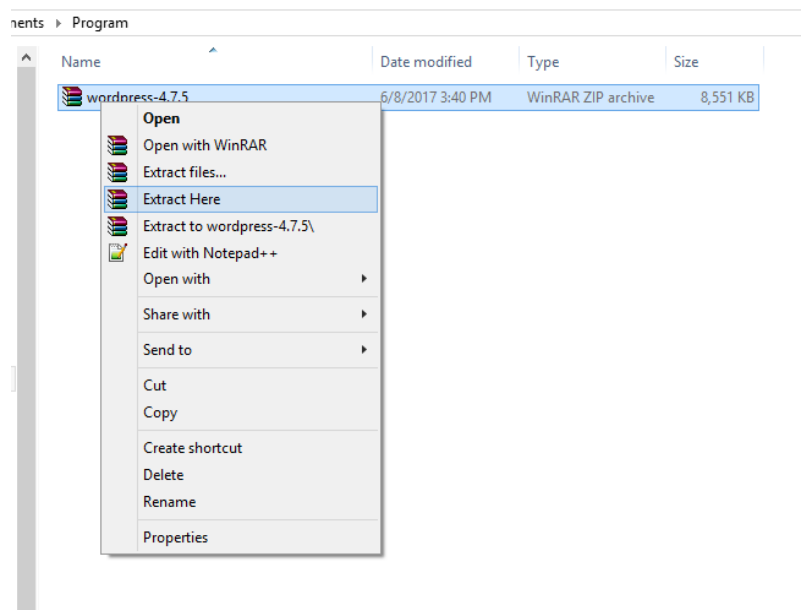 nents Program
Name Date modified Type Size
wordpress-4.7.5 6/8/2017 3:40 PM WinRAR ZIP archive 8,551 KB
Open
Open with WinRAR
Extract files...
Extract Here
Extract to wordpress-4.7.5\
Edit with Notepad++
Open with
Share with
Send to
Cut
Copy
Create shortcut
Delete
Rename
Properties